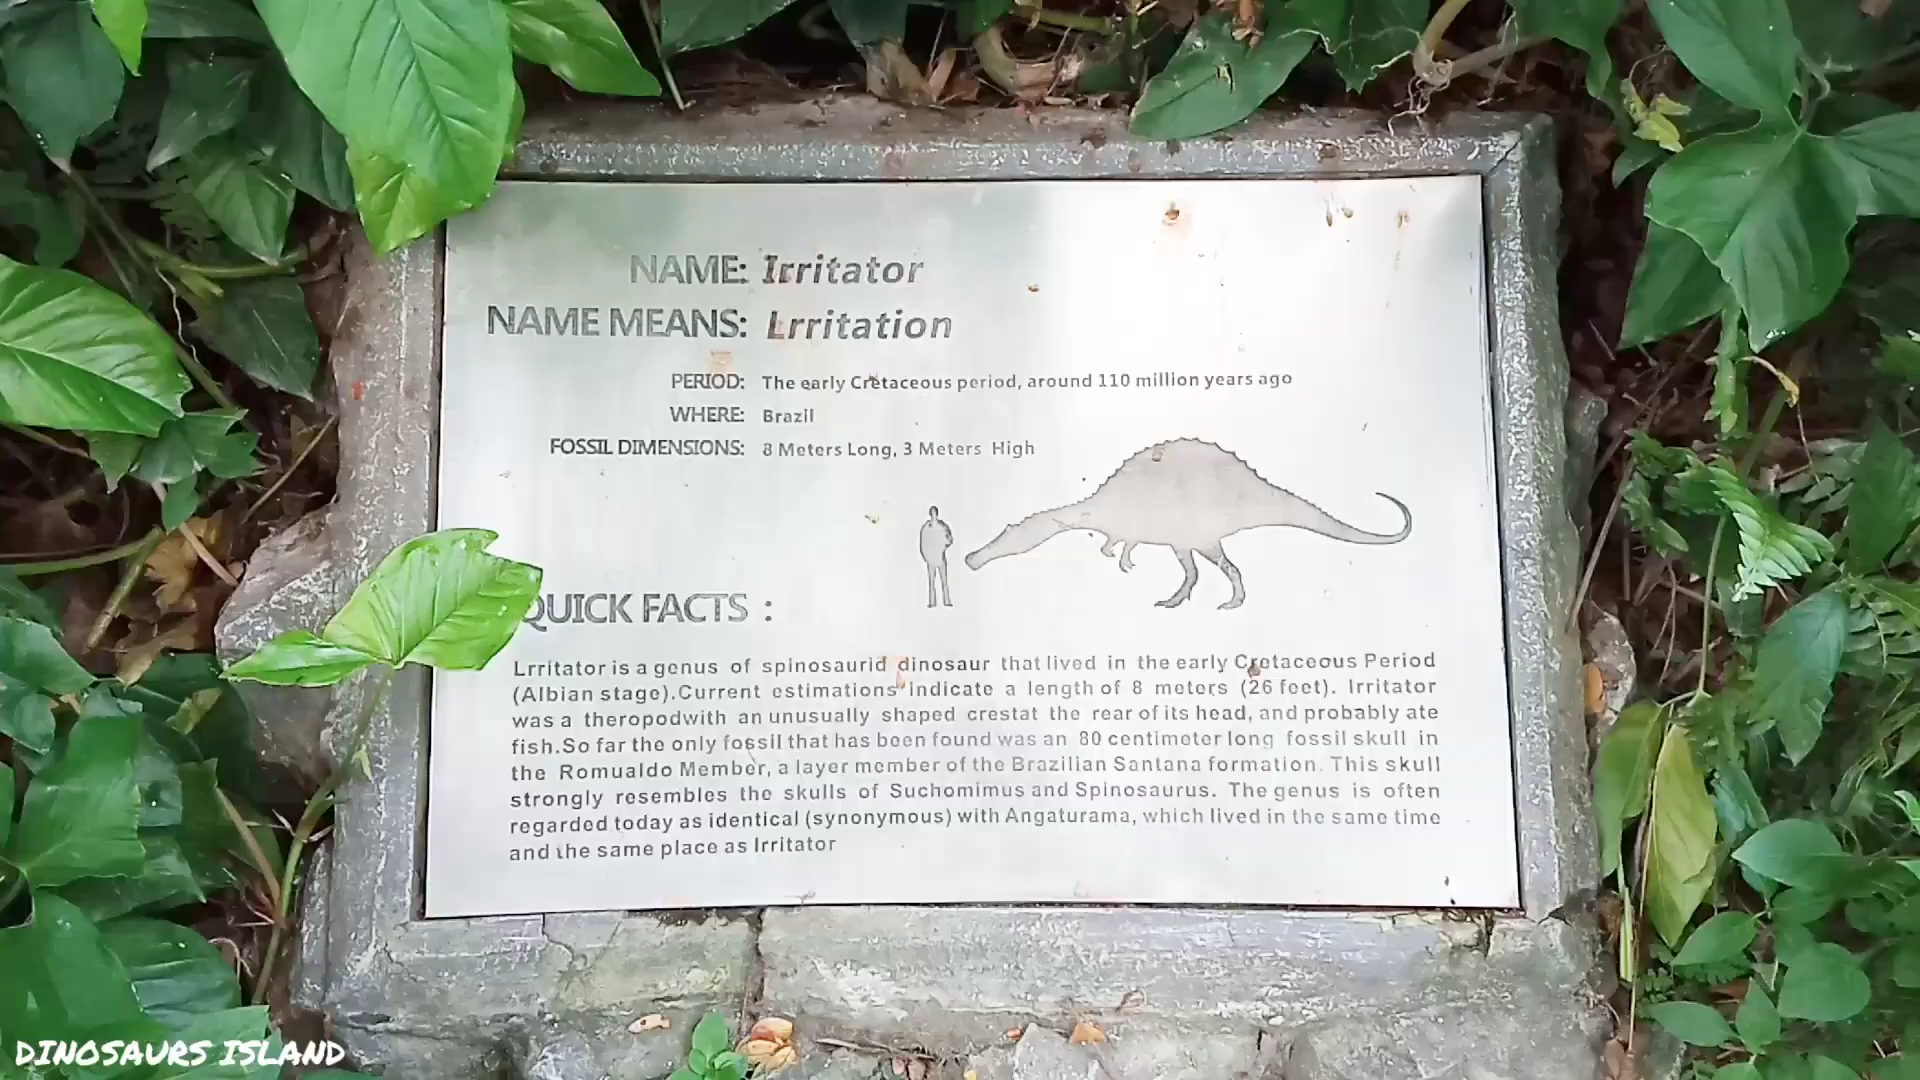 NAME: Irritator
NAME MEANS: Lrritation
PERIOD: The early Cretaceous period, around 110 million years ago
WHERE: Brazil
FOSSIL DIMENSIONS: 8 Meters Long, 3 Meters High
QUICK FACTS :
Lrritator is a genus of spinosaurid dinosaur that lived in the early Cretaceous Period
(Albian stage).Current estimations indicate a length of 8 meters (26 feet). Irritator
was a theropodwith an unusually shaped crestat the rear of its head, and probably ate
fish.So far the only fossil that has been found was an 80 centimeter long fossil skull in
the Romualdo Member, a layer member of the Brazilian Santana formation. This skull
strongly resembles the skulls of Suchomimus and Spinosaurus. The genus is often
regarded today as identical (synonymous) with Angaturama, which lived in the same time
and the same place as Irritator
DINOSAURS ISLAND